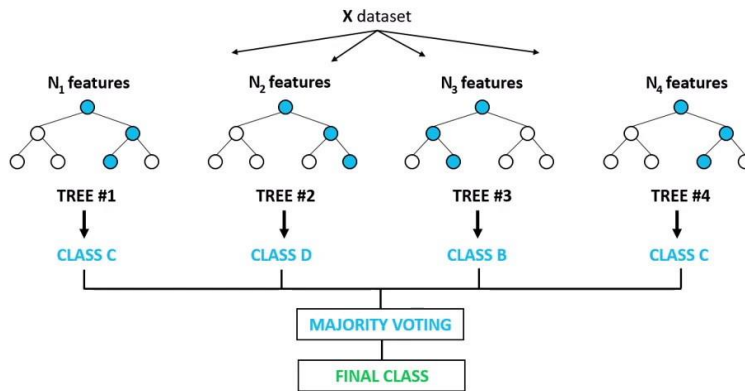 X dataset
N₁ features
N₂ features
N₃ features
N₄ features
TREE #1
TREE #2
TREE #3
TREE #4
CLASS C
CLASS D
CLASS B
CLASS C
MAJORITY VOTING
FINAL CLASS